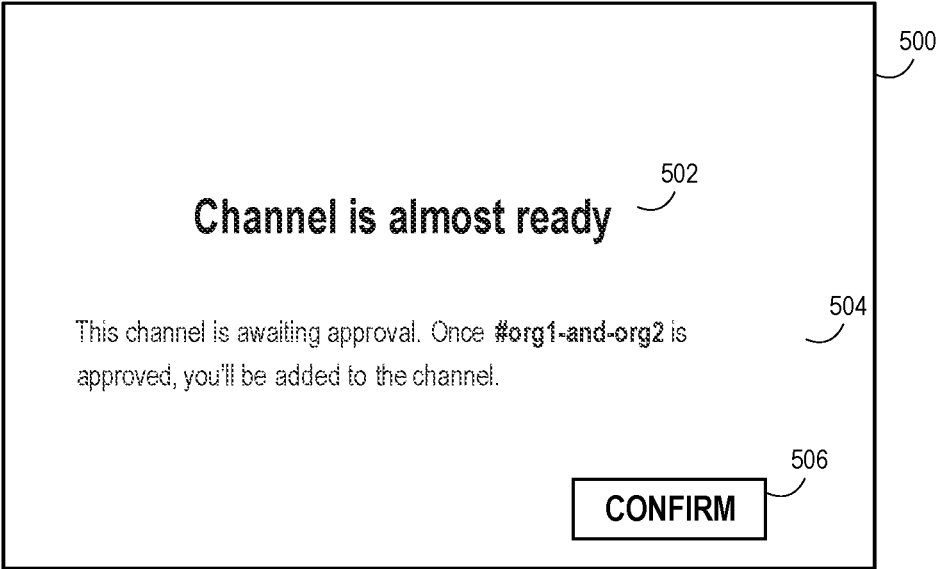 500
502
Channel is almost ready
504
This channel is awaiting approval. Once #org1-and-org2 is
approved, you'll be added to the channel.
506
CONFIRM